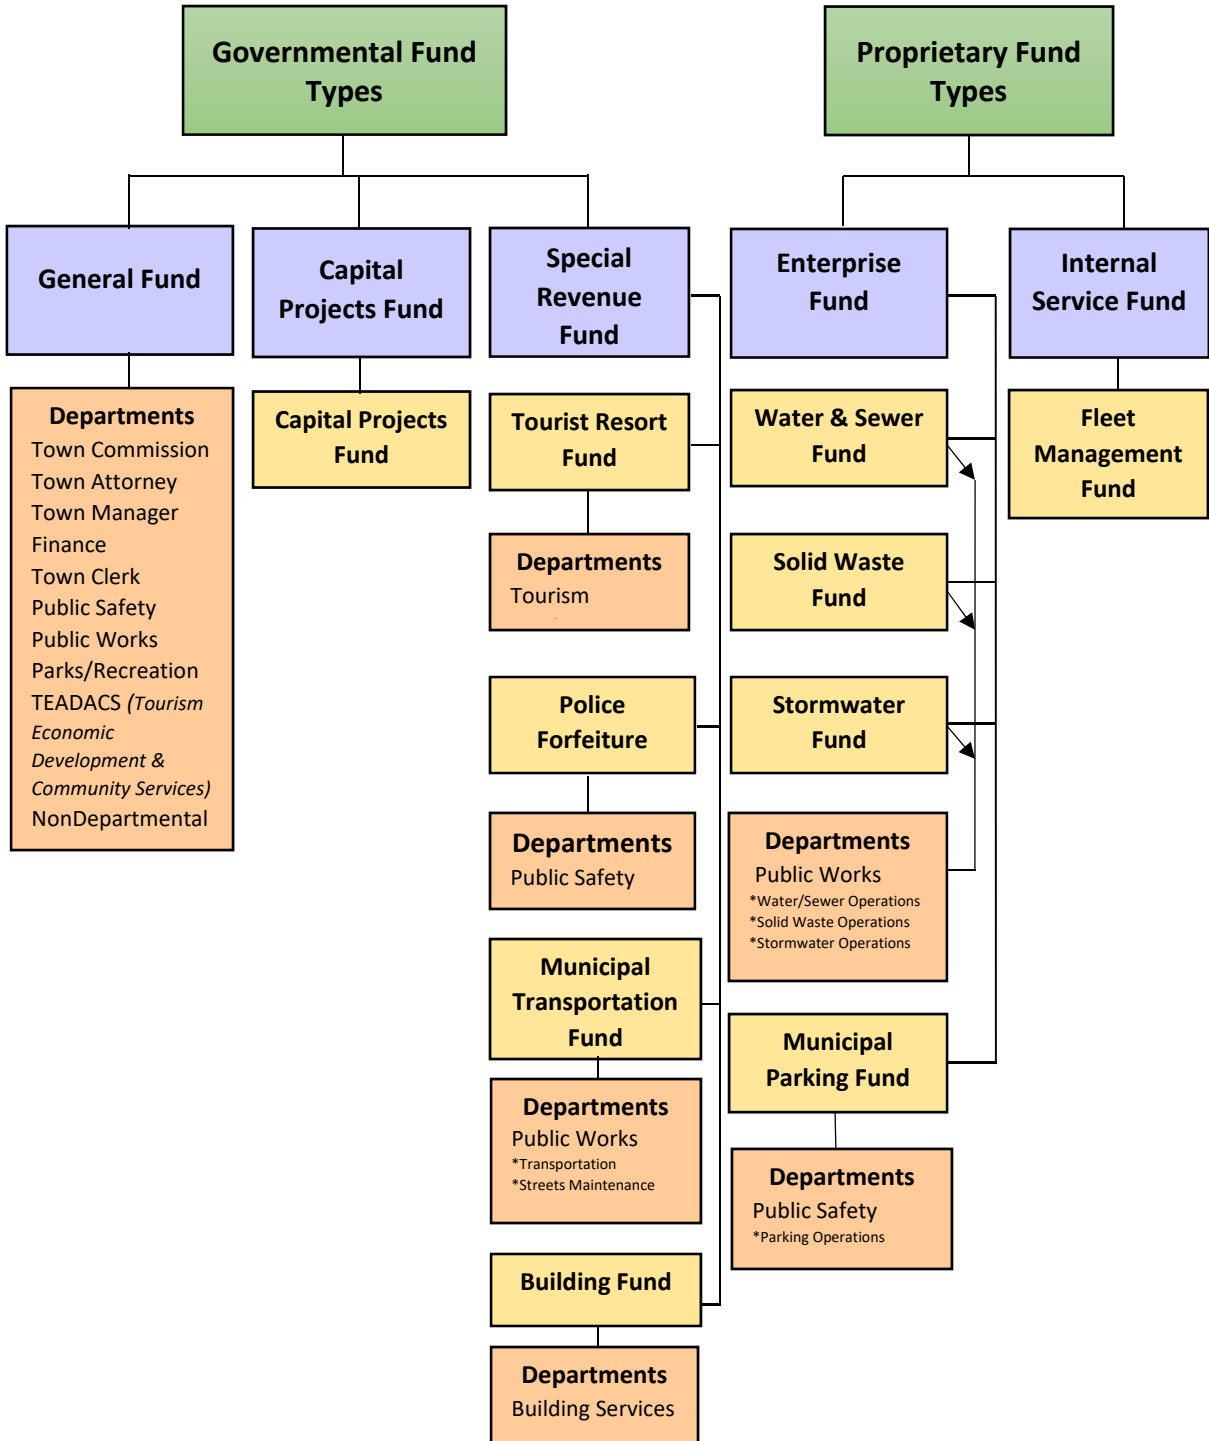 Governmental Fund
Types
Proprietary Fund
Types
General Fund
Capital
Projects Fund
Special
Revenue
Fund
Enterprise
Fund
Internal
Service Fund
Departments
Town Commission
Town Attorney
Town Manager
Finance
Town Clerk
Public Safety
Public Works
Parks/Recreation
TEADACS (Tourism
Economic
Development &
Community Services)
NonDepartmental
Capital Projects
Fund
Tourist Resort
Fund
Departments
Tourism
Police
Forfeiture
Departments
Public Safety
Municipal
Transportation
Fund
Departments
Public Works
*Transportation
*Streets Maintenance
Building Fund
Departments
Building Services
Water & Sewer
Fund
Solid Waste
Fund
Stormwater
Fund
Departments
Public Works
*Water/Sewer Operations
*Solid Waste Operations
*Stormwater Operations
Municipal
Parking Fund
Departments
Public Safety
*Parking Operations
Fleet
Management
Fund